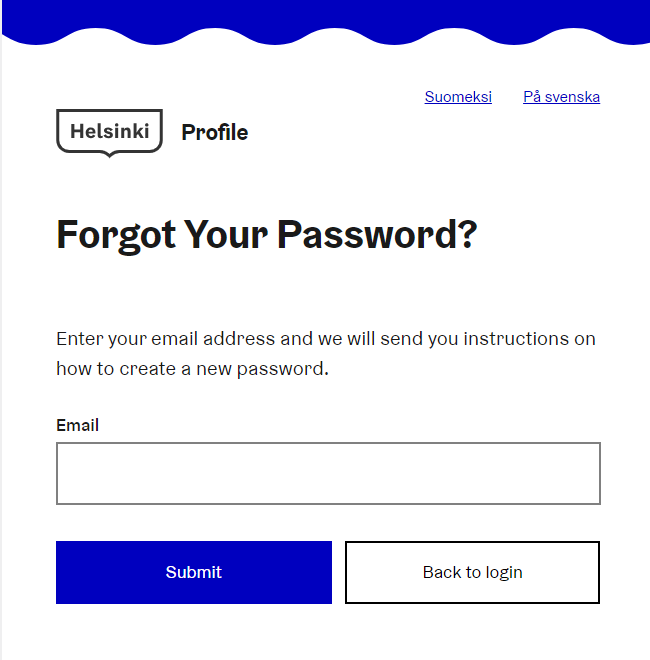 Suomeksi På svenska
Helsinki Profile
Forgot Your Password?
Enter your email address and we will send you instructions on
how to create a new password.
Email
Submit Back to login